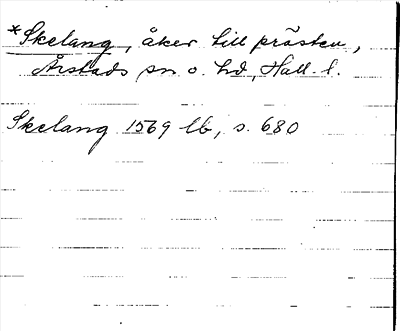 *Skelang, åker till prästen,
Årstads sn o. hd, Hall. l.
Skelang 1569 lb, s. 680